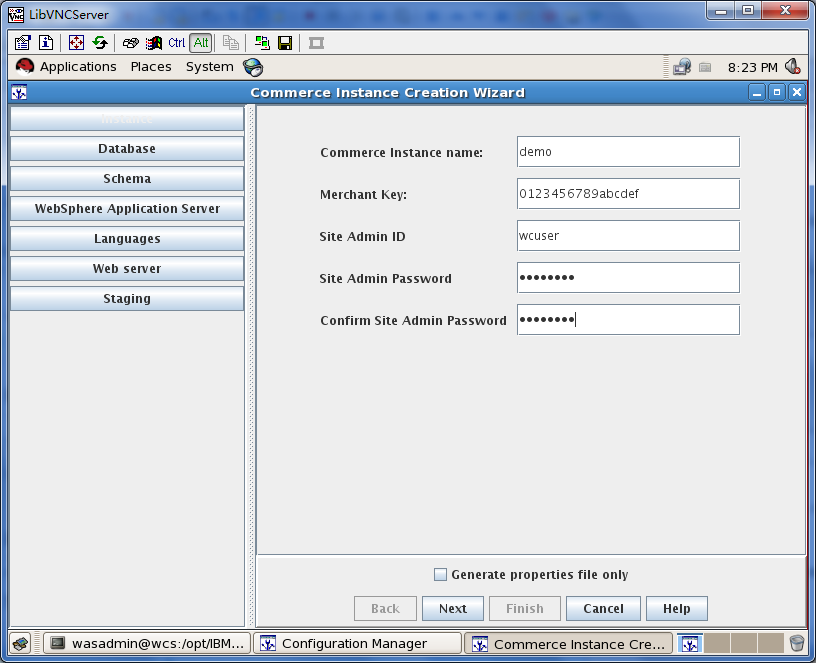 LibVNCServer
Ctrl Alt
Applications Places System 8:23 PM
Commerce Instance Creation Wizard
Instance
Database
Schema
WebSphere Application Server
Languages
Web server
Staging
Commerce Instance name: demo
Merchant Key: 0123456789abcdef
Site Admin ID wcuser
Site Admin Password ••••••••
Confirm Site Admin Password ••••••••
Generate properties file only
Back Next Finish Cancel Help
wasadmin@wcs:/opt/IBM... Configuration Manager Commerce Instance Cre...